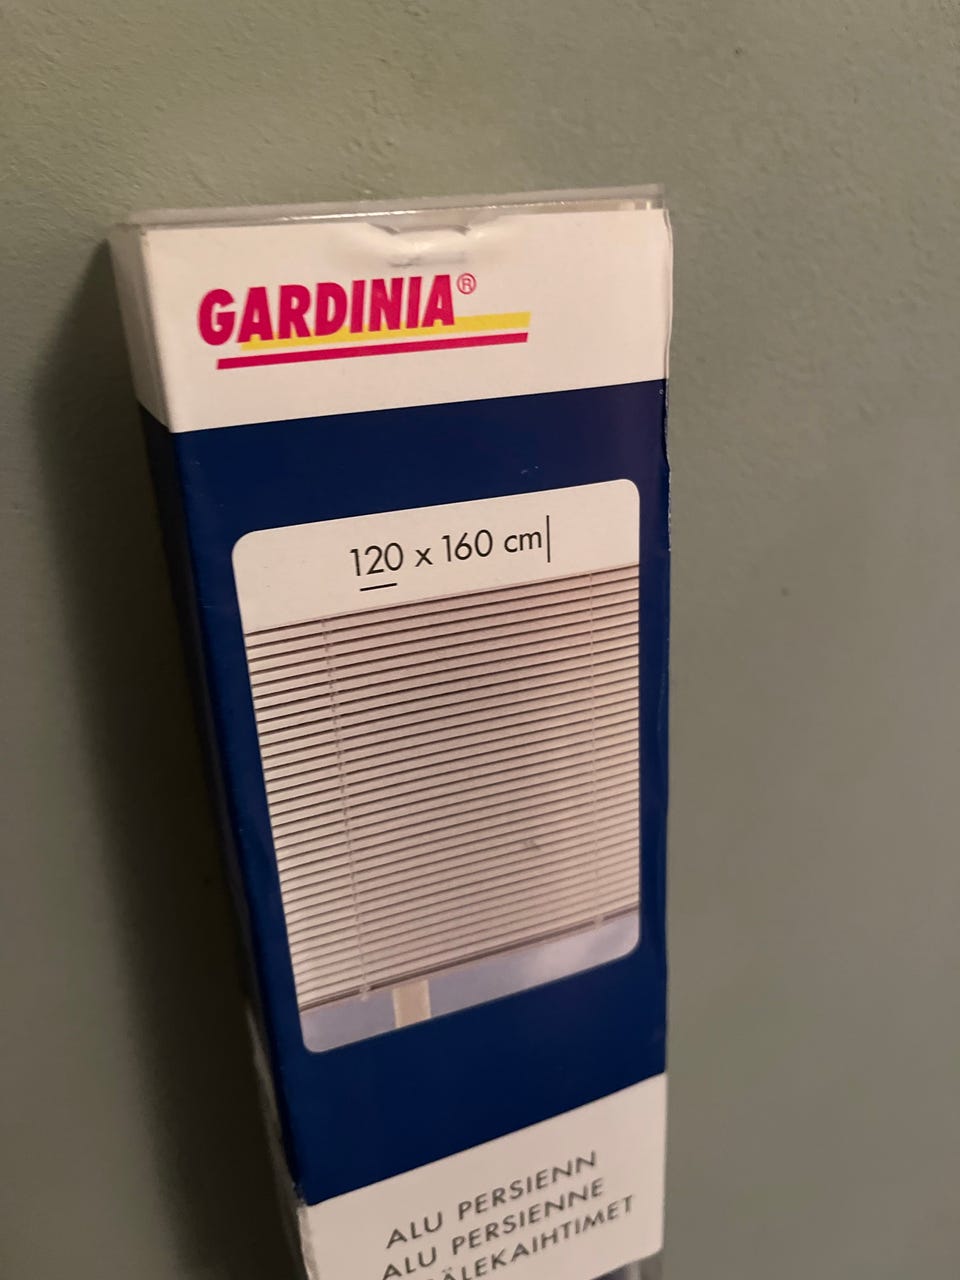 GARDINIA®
120 x 160 cm
ALU PERSIENN
ALU PERSIENNE